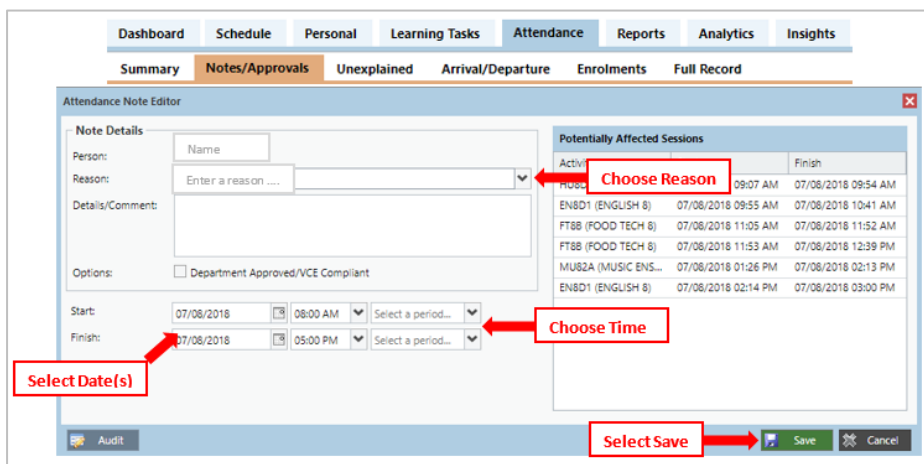 Dashboard Schedule Personal Learning Tasks Attendance Reports Analytics Insights
Summary Notes/Approvals Unexplained Arrival/Departure Enrolments Full Record
Attendance Note Editor
Note Details
Person: Name
Reason: Enter a reason ....
Choose Reason
Details/Comment:
Options: Department Approved/VCE Compliant
Start: 07/08/2018 08:00 AM Select a period...
Finish: 07/08/2018 05:00 PM Select a period...
Choose Time
Select Date(s)
Potentially Affected Sessions
Finish
09:07 AM 07/08/2018 09:54 AM
EN8D1 (ENGLISH 8) 07/08/2018 09:55 AM 07/08/2018 10:41 AM
FT8B (FOOD TECH 8) 07/08/2018 11:05 AM 07/08/2018 11:52 AM
FT8B (FOOD TECH 8) 07/08/2018 11:53 AM 07/08/2018 12:39 PM
MU82A (MUSIC ENS... 07/08/2018 01:26 PM 07/08/2018 02:13 PM
EN8D1 (ENGLISH 8) 07/08/2018 02:14 PM 07/08/2018 03:00 PM
Audit
Select Save
Save Cancel